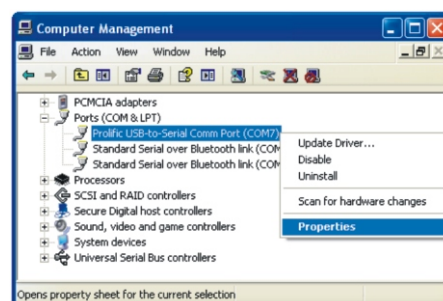 Computer Management
File Action View Window Help
PCMCIA adapters
Ports (COM & LPT)
Prolific USB-to-Serial Comm Port (COM7)
Standard Serial over Bluetooth link (COM
Standard Serial over Bluetooth link (COM
Processors
SCSI and RAID controllers
Secure Digital host controllers
Sound, video and game controllers
System devices
Universal Serial Bus controllers
Update Driver...
Disable
Uninstall
Scan for hardware changes
Properties
Opens property sheet for the current selection